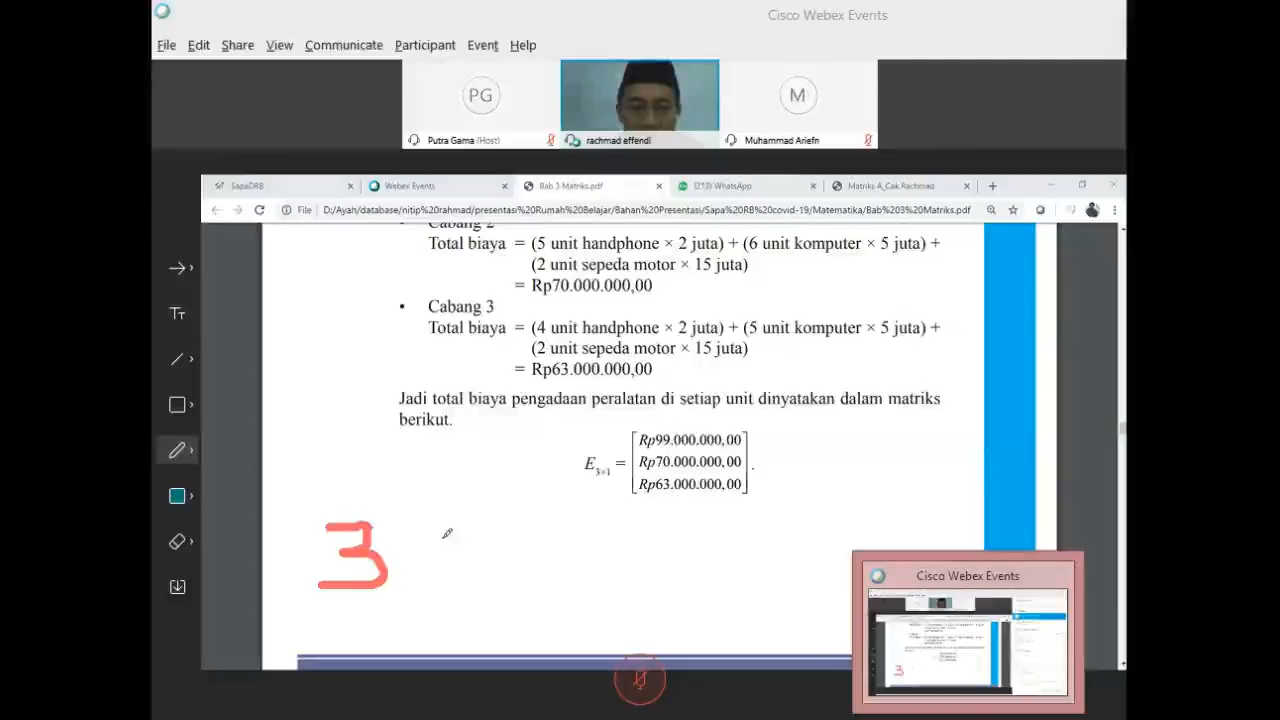 Cisco Webex Events
File Edit Share View Communicate Participant Event Help
PG
M
Putra Gama (Host)
rachmad effendi
Muhammad Ariefn
SapaDRB
Webex Events
Bab 3 Matriks.pdf
(213) WhatsApp
Matriks A_Cak Rachmad
File D:/Ayah/database/nitip%20rahmad/presentasi%20Rumah%20Belajar/Bahan%20Presentasi/Sapa%20RB%20covid-19/Matematika/Bab%203%20Matriks.pdf
• Cabang 2
Total biaya = (5 unit handphone × 2 juta) + (6 unit komputer × 5 juta) +
(2 unit sepeda motor × 15 juta)
= Rp70.000.000,00
• Cabang 3
Total biaya = (4 unit handphone × 2 juta) + (5 unit komputer × 5 juta) +
(2 unit sepeda motor × 15 juta)
= Rp63.000.000,00
Jadi total biaya pengadaan peralatan di setiap unit dinyatakan dalam matriks
berikut.
Rp99.000.000,00
E3×1 = Rp70.000.000,00 .
Rp63.000.000,00
3
Cisco Webex Events